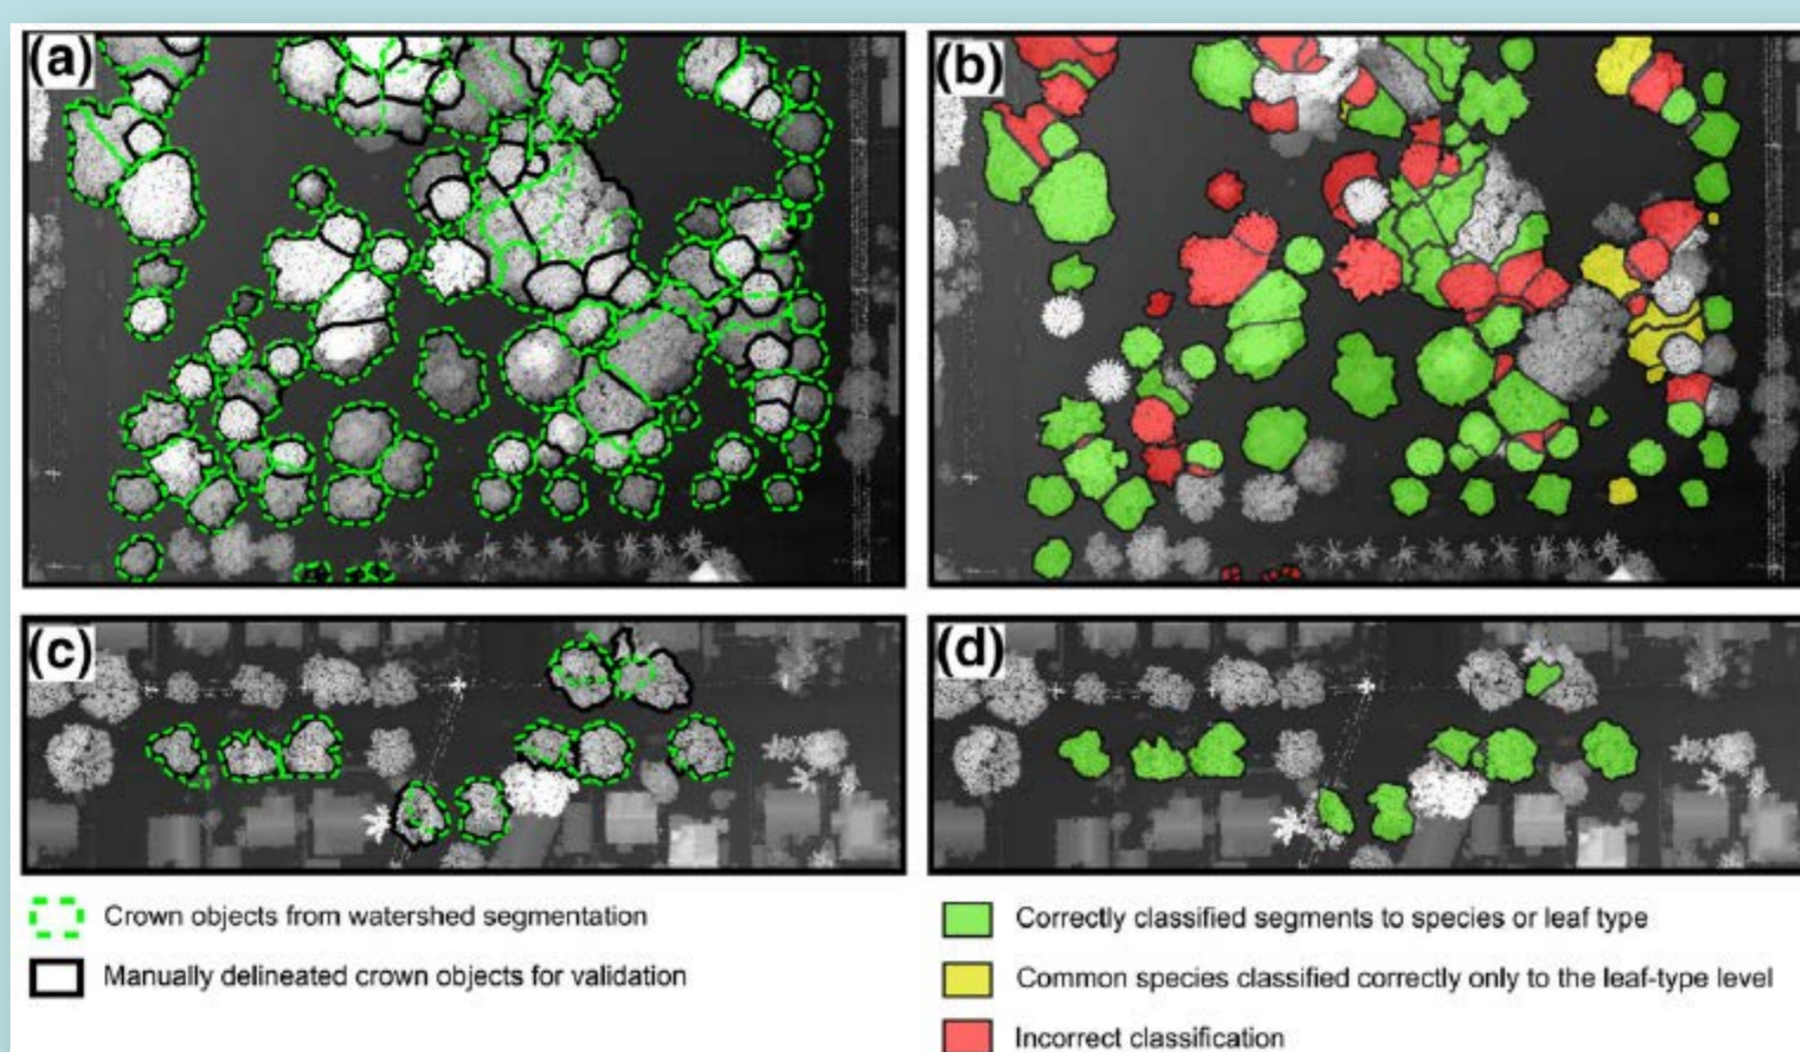 (a)
(b)
(c)
(d)
Crown objects from watershed segmentation
Manually delineated crown objects for validation
Correctly classified segments to species or leaf type
Common species classified correctly only to the leaf-type level
Incorrect classification